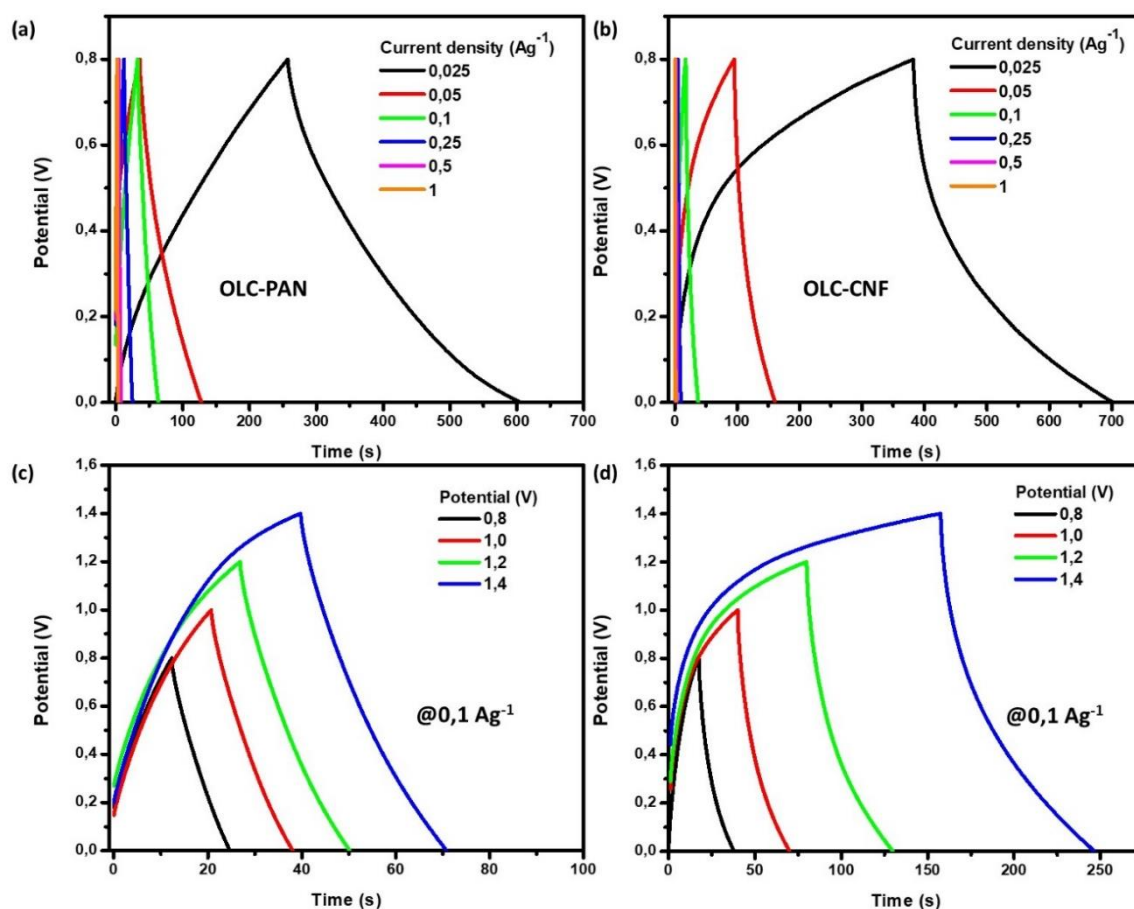 (a)
Current density (Ag-1)
0,025
0,05
0,1
0,25
0,5
1
OLC-PAN
0,8
0,6
0,4
0,2
0,0
Potential (V)
0 100 200 300 400 500 600 700
Time (s)
(b)
Current density (Ag-1)
0,025
0,05
0,1
0,25
0,5
1
OLC-CNF
0,8
0,6
0,4
0,2
0,0
Potential (V)
0 100 200 300 400 500 600 700
Time (s)
(c)
Potential (V)
0,8
1,0
1,2
1,4
@0,1 Ag-1
1,6
1,4
1,2
1,0
0,8
0,6
0,4
0,2
0,0
Potential (V)
0 20 40 60 80 100
Time (s)
(d)
Potential (V)
0,8
1,0
1,2
1,4
@0,1 Ag-1
1,6
1,4
1,2
1,0
0,8
0,6
0,4
0,2
0,0
Potential (V)
0 25 50 75 100 125 150 175 200 225 250
Time (s)